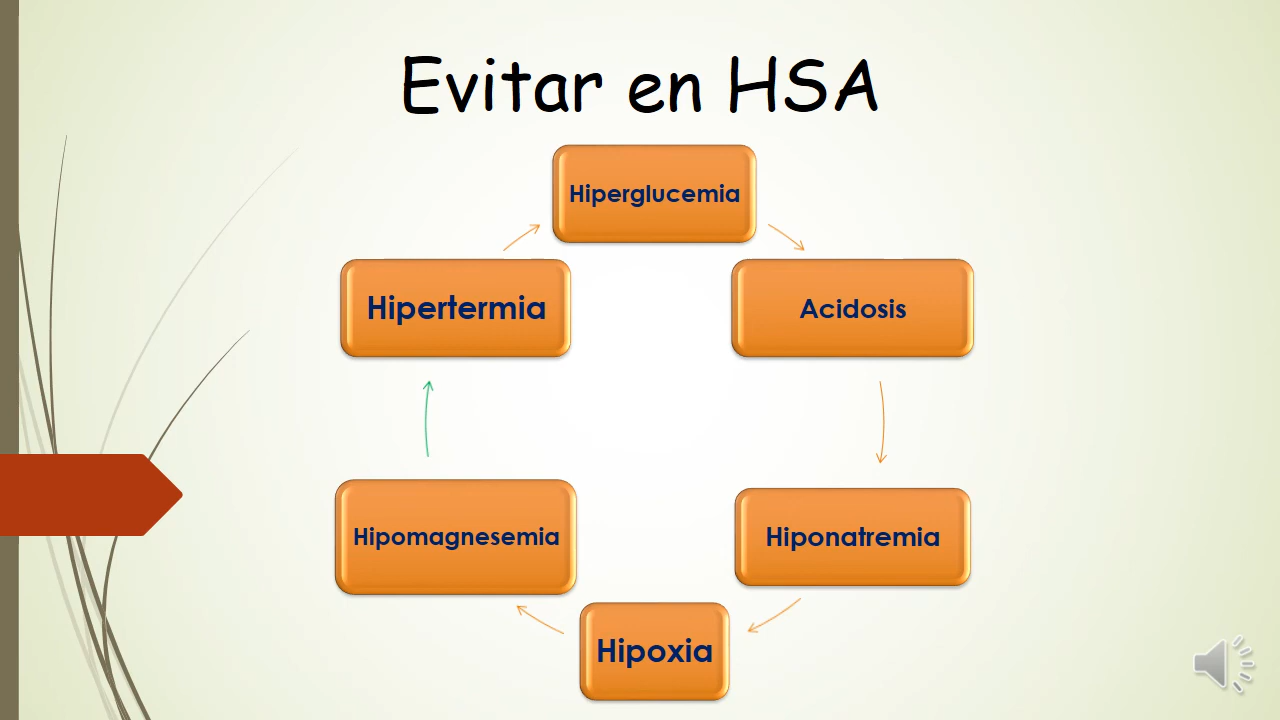 Evitar en HSA
Hiperglucemia
Acidosis
Hiponatremia
Hipoxia
Hipomagnesemia
Hipertermia